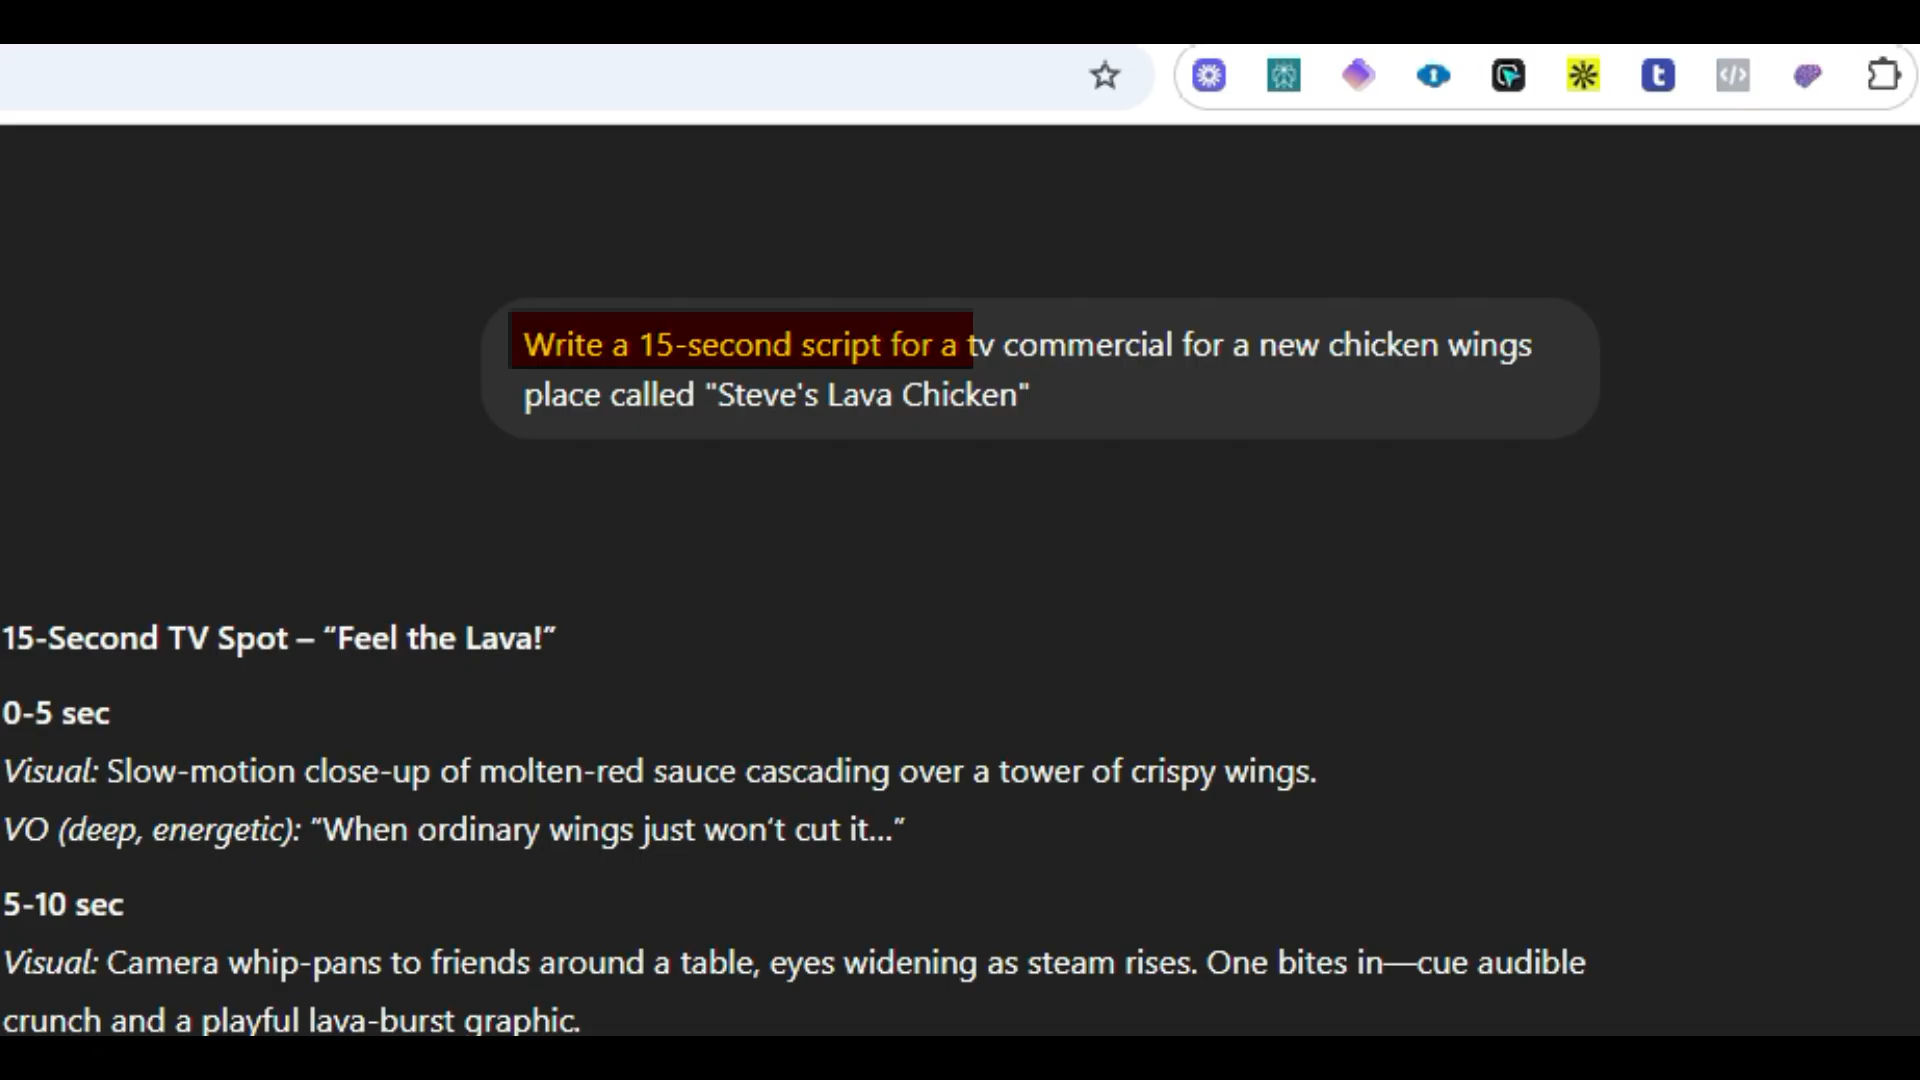 t
</>
Write a 15-second script for a tv commercial for a new chicken wings
place called "Steve's Lava Chicken"
15-Second TV Spot – “Feel the Lava!”
0-5 sec
Visual: Slow-motion close-up of molten-red sauce cascading over a tower of crispy wings.
VO (deep, energetic): “When ordinary wings just won’t cut it...”
5-10 sec
Visual: Camera whip-pans to friends around a table, eyes widening as steam rises. One bites in—cue audible
crunch and a playful lava-burst graphic.